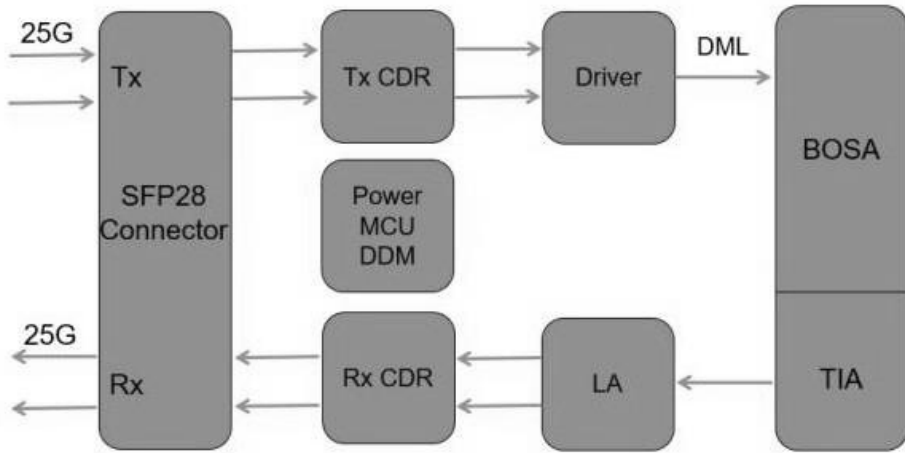 25G
Tx
Tx CDR
Driver
DML
BOSA
SFP28
Connector
Power
MCU
DDM
25G
Rx
Rx CDR
LA
TIA